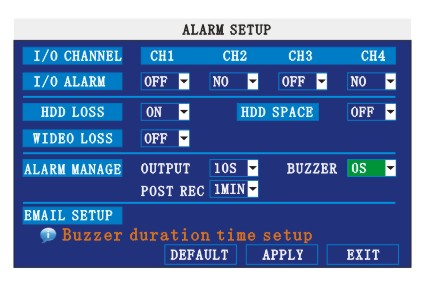 ALARM SETUP
I/O CHANNEL CH1 CH2 CH3 CH4
I/O ALARM OFF NO OFF NO
HDD LOSS ON HDD SPACE OFF
WIDEO LOSS OFF
ALARM MANAGE OUTPUT 10S BUZZER 0S
POST REC 1MIN
EMAIL SETUP
Buzzer duration time setup
DEFAULT APPLY EXIT